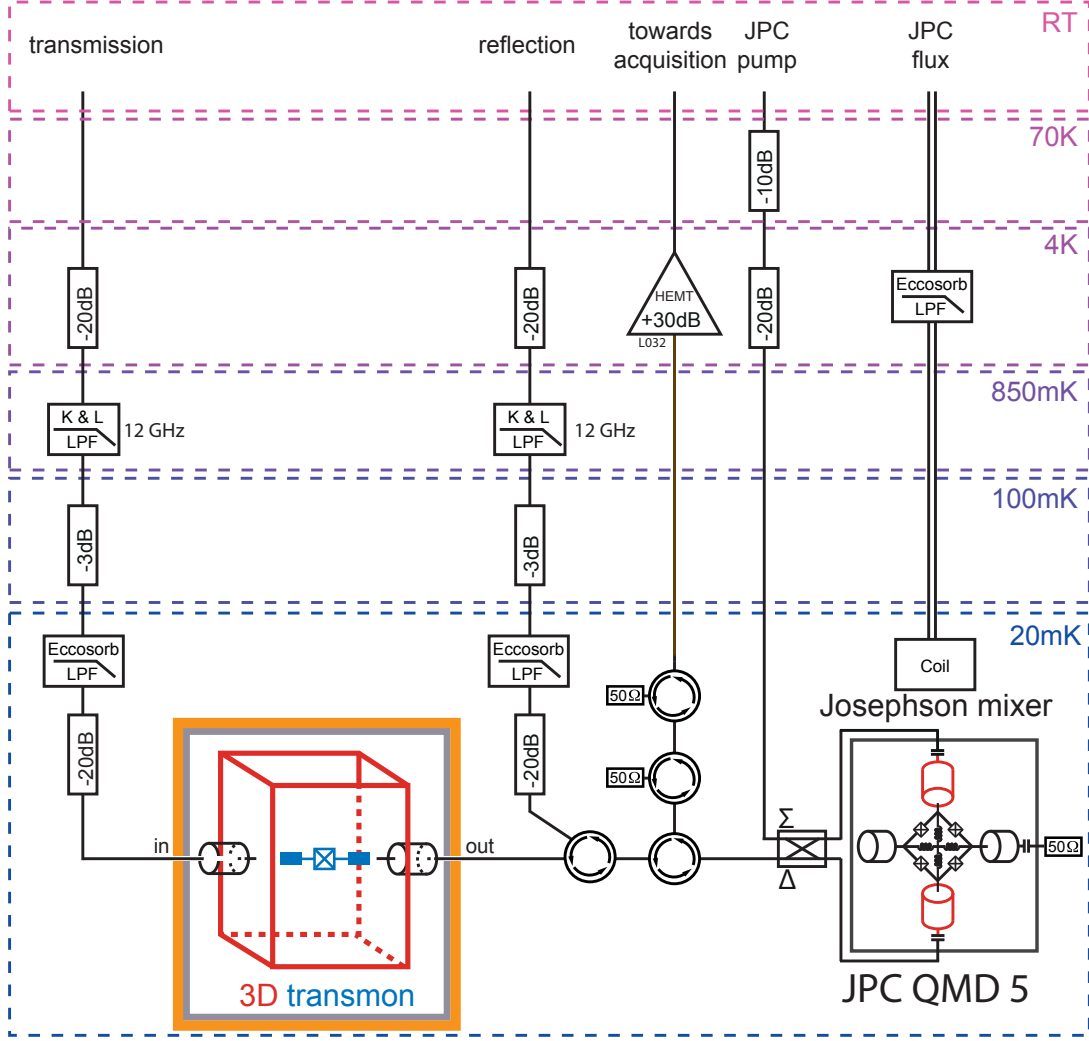 RT
transmission
reflection
towards
acquisition
JPC
pump
JPC
flux
70K
-10dB
4K
-20dB
-20dB
HEMT
+30dB
L032
-20dB
Eccosorb
LPF
850mK
K & L
LPF
12 GHz
K & L
LPF
12 GHz
100mK
-3dB
-3dB
20mK
Eccosorb
LPF
Eccosorb
LPF
Coil
50Ω
Josephson mixer
-20dB
-20dB
50Ω
in
out
Σ
Δ
50Ω
3D transmon
JPC QMD 5